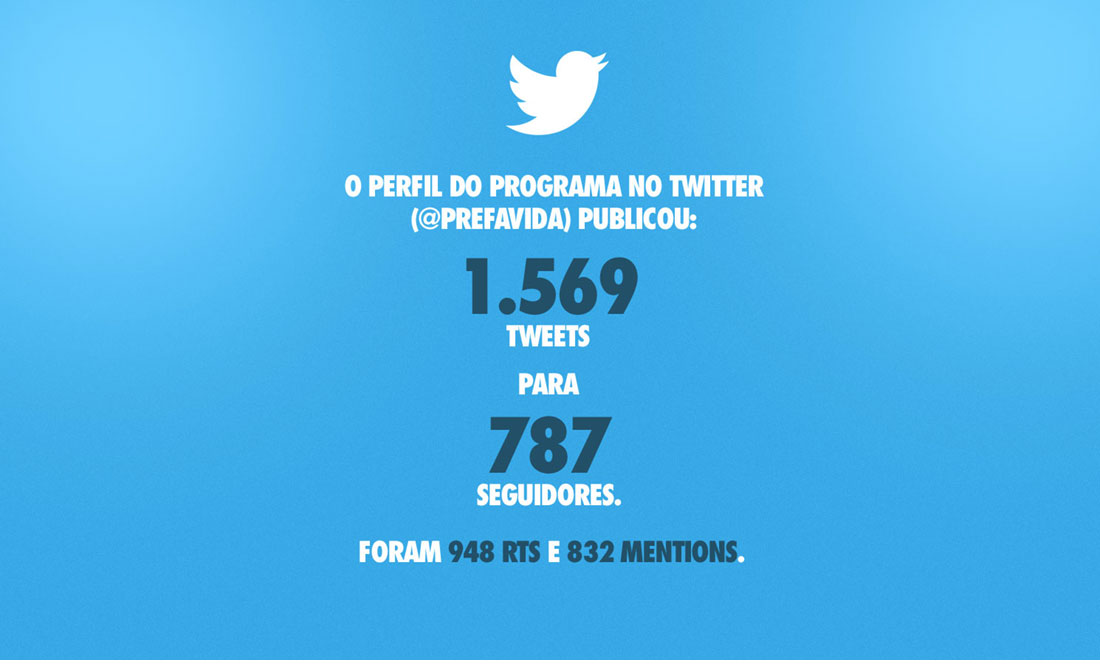 O PERFIL DO PROGRAMA NO TWITTER
(@PREFAVIDA) PUBLICOU:
1.569
TWEETS
PARA
787
SEGUIDORES.
FORAM 948 RTS E 832 MENTIONS.